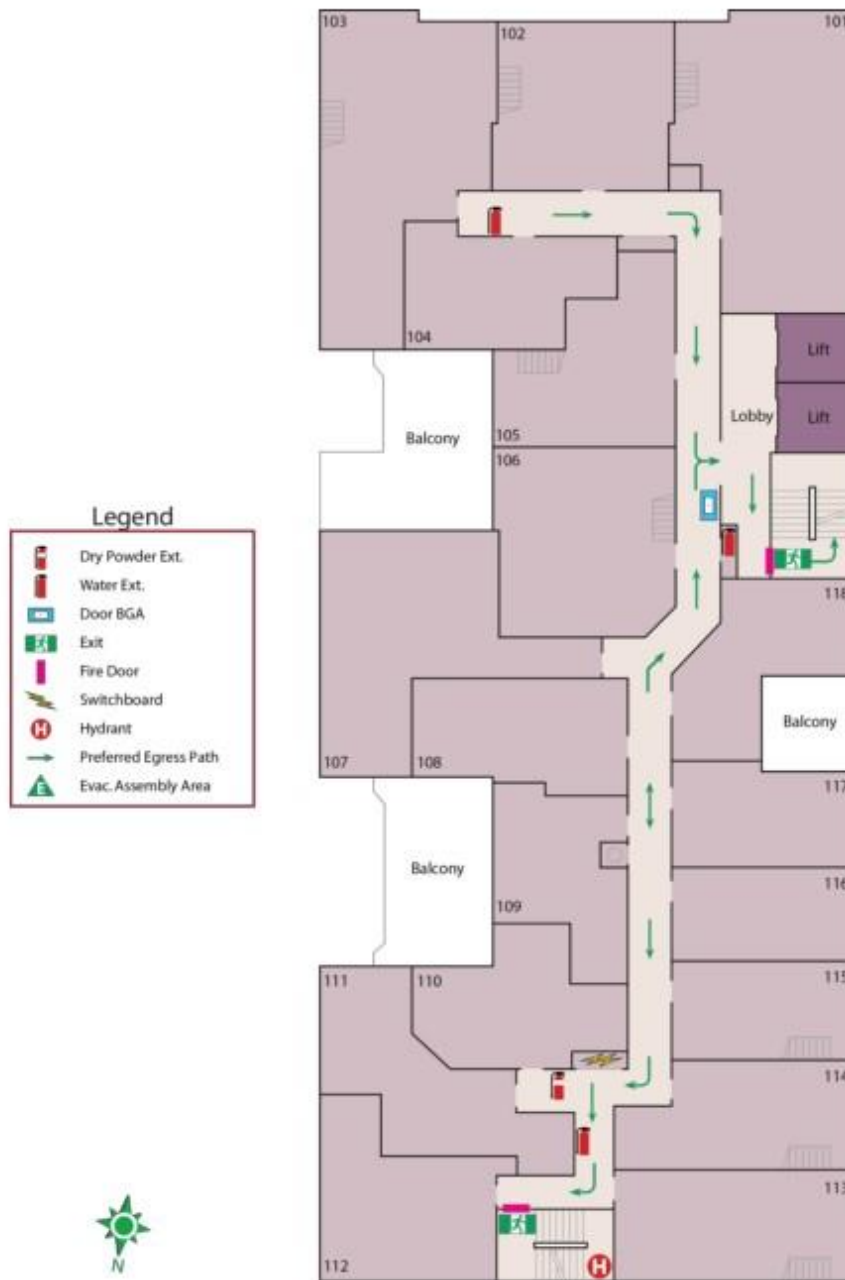 103
102
101
104
Lift
Lobby
Lift
Balcony
105
106
Legend
Dry Powder Ext.
Water Ext.
Door BGA
Exit
Fire Door
Switchboard
H
Hydrant
Preferred Egress Path
E
Evac. Assembly Area
118
Balcony
107
108
117
Balcony
116
109
111
110
115
114
113
N
112
H